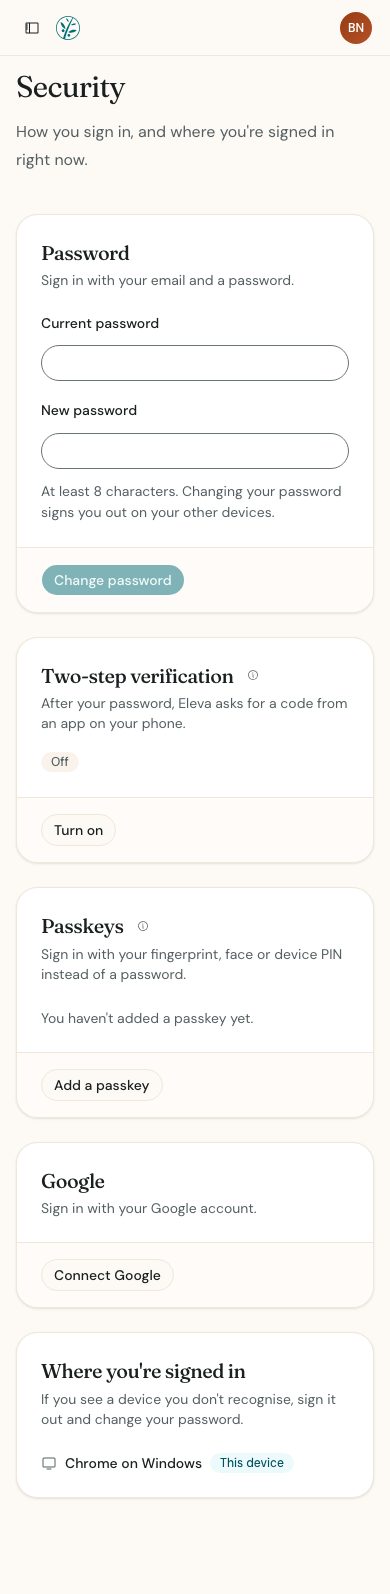 BN
Security
How you sign in, and where you're signed in
right now.
Password
Sign in with your email and a password.
Current password
New password
At least 8 characters. Changing your password
signs you out on your other devices.
Change password
Two-step verification
After your password, Eleva asks for a code from
an app on your phone.
Off
Turn on
Passkeys
Sign in with your fingerprint, face or device PIN
instead of a password.
You haven't added a passkey yet.
Add a passkey
Google
Sign in with your Google account.
Connect Google
Where you're signed in
If you see a device you don't recognise, sign it
out and change your password.
Chrome on Windows This device